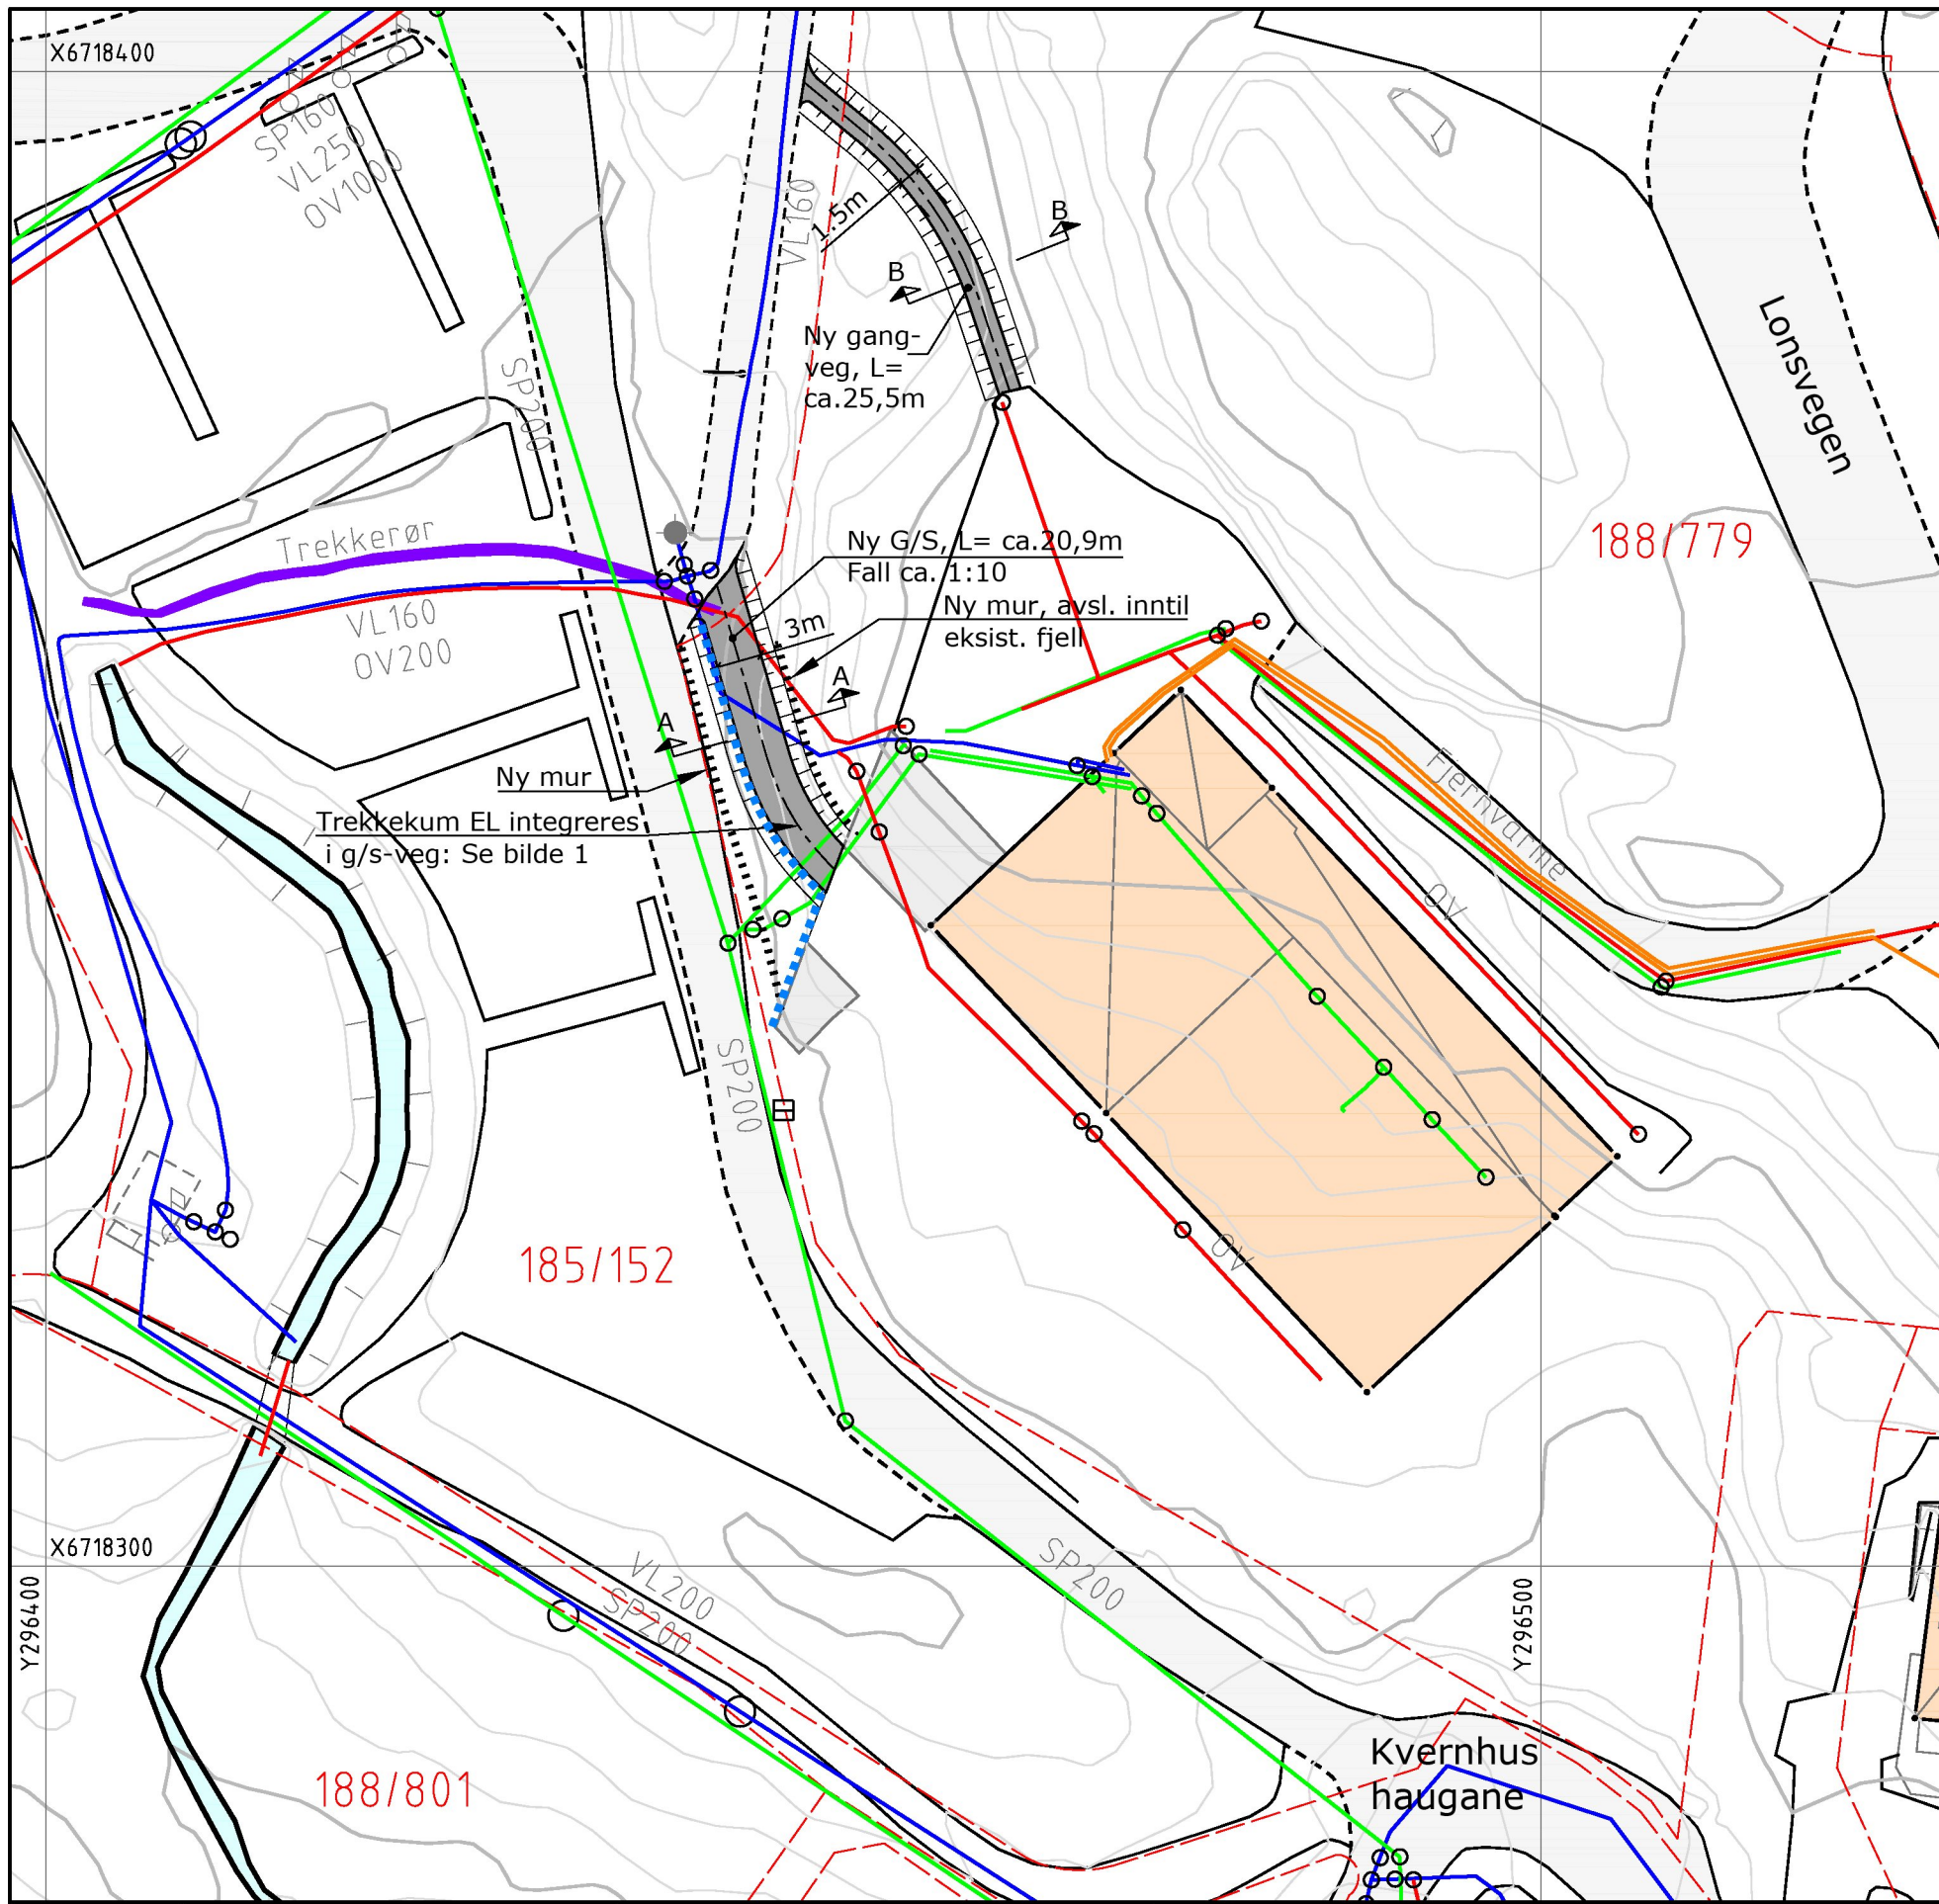 X6718400
SP160
VL250
OV1000
VL160
1.5m
B
B
Ny gang-
veg, L=
ca.25,5m
Lonsvegen
SP200
Trekkerør
VL160
OV200
Ny G/S, L= ca.20,9m
Fall ca. 1:10
Ny mur, avsl. inntil
eksist. fjell
3m
A
A
188/779
Ny mur
Trekkekum EL integreres
i g/s-veg: Se bilde 1
Fjernvarme
OV
SP200
OV
185/152
X6718300
Y296400
VL200
SP200
SP200
Y296500
Kvernhus
haugane
188/801